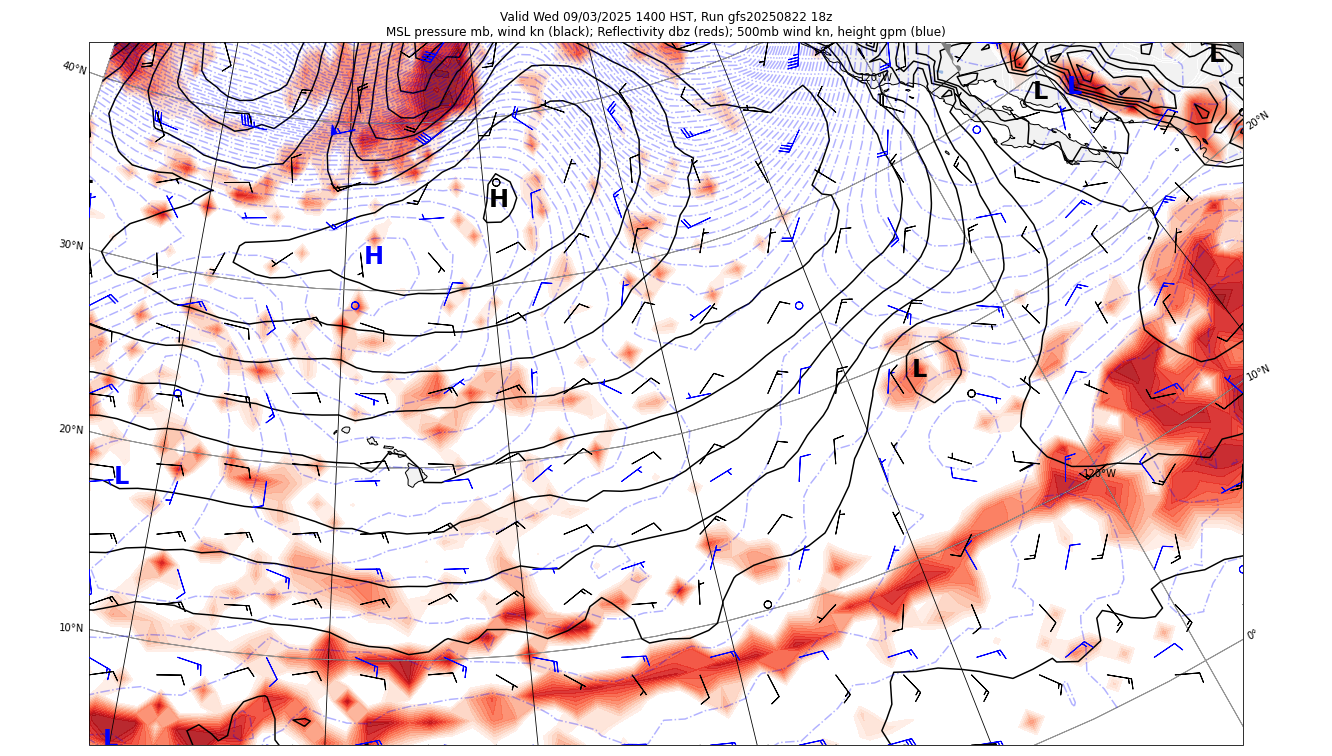 Valid Wed 09/03/2025 1400 HST, Run gfs20250822 18z
MSL pressure mb, wind kn (black); Reflectivity dbz (reds); 500mb wind kn, height gpm (blue)
40°N
120°W
L
L
L
20°N
H
30°N
H
L
10°N
20°N
L
120°W
10°N
0°
L